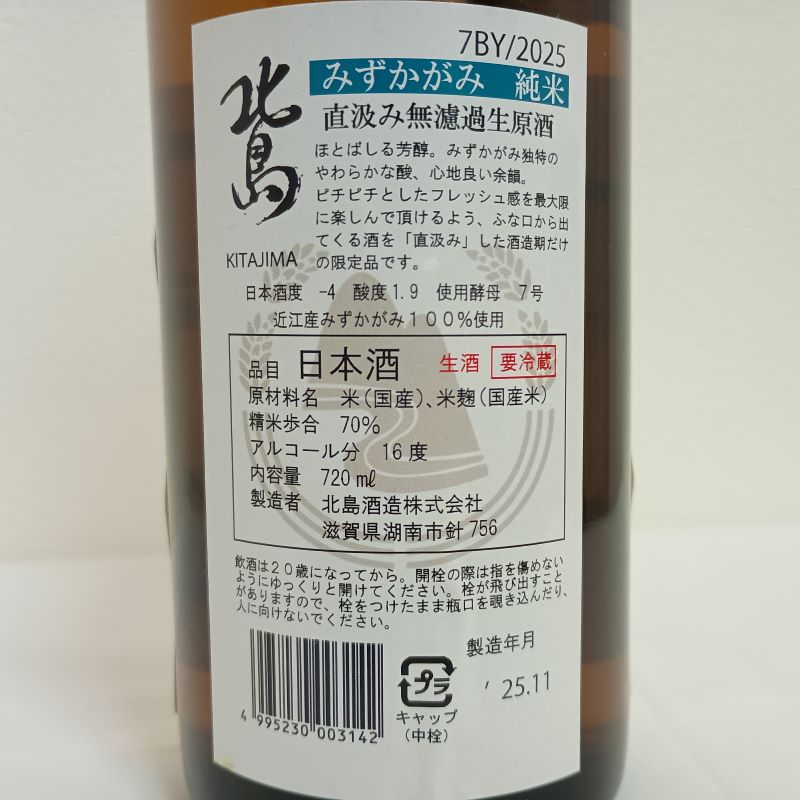 7BY/2025
北島
KITAJIMA
みずかがみ 純米
直汲み無濾過生原酒
ほとばしる芳醇。みずかがみ独特の
やわらかな酸、心地良い余韻。
ピチピチとしたフレッシュ感を最大限
に楽しんで頂けるよう、ふな口から出
てくる酒を「直汲み」した酒造期だけ
の限定品です。
日本酒度 -4 酸度1.9 使用酵母 7号
近江産みずかがみ100%使用
品目 日本酒 生酒 要冷蔵
原材料名 米(国産)、米麹(国産米)
精米歩合 70%
アルコール分 16度
内容量 720㎖
製造者 北島酒造株式会社
滋賀県湖南市針756
飲酒は20歳になってから。開栓の際は指を傷めない
ようにゆっくりと開けてください。栓が飛び出すこと
がありますので、栓をつけたまま瓶口を覗き込んだり、
人に向けないでください。
4 995230 003142
プラ
キャップ
(中栓)
製造年月
' 25.11